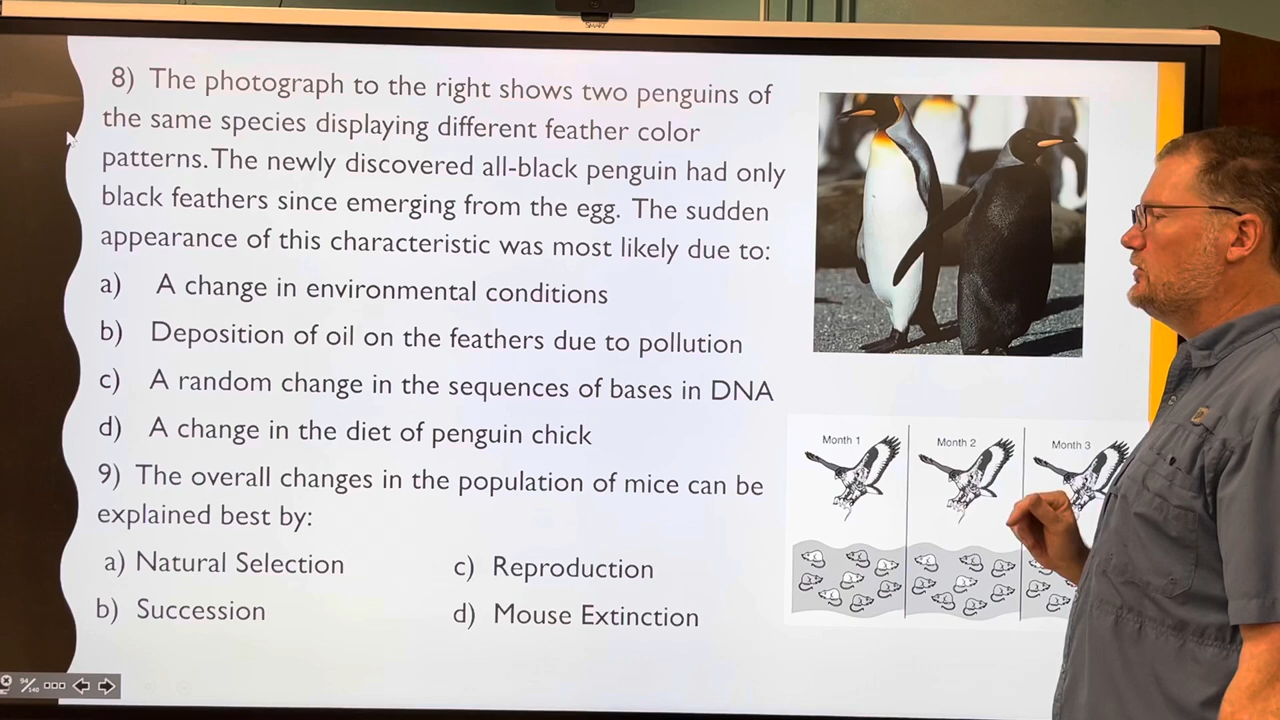 SMART
8) The photograph to the right shows two penguins of
the same species displaying different feather color
patterns. The newly discovered all-black penguin had only
black feathers since emerging from the egg. The sudden
appearance of this characteristic was most likely due to:
a) A change in environmental conditions
b) Deposition of oil on the feathers due to pollution
c) A random change in the sequences of bases in DNA
d) A change in the diet of penguin chick
9) The overall changes in the population of mice can be
explained best by:
a) Natural Selection
c) Reproduction
b) Succession
d) Mouse Extinction
Month 1
Month 2
Month 3
94/140